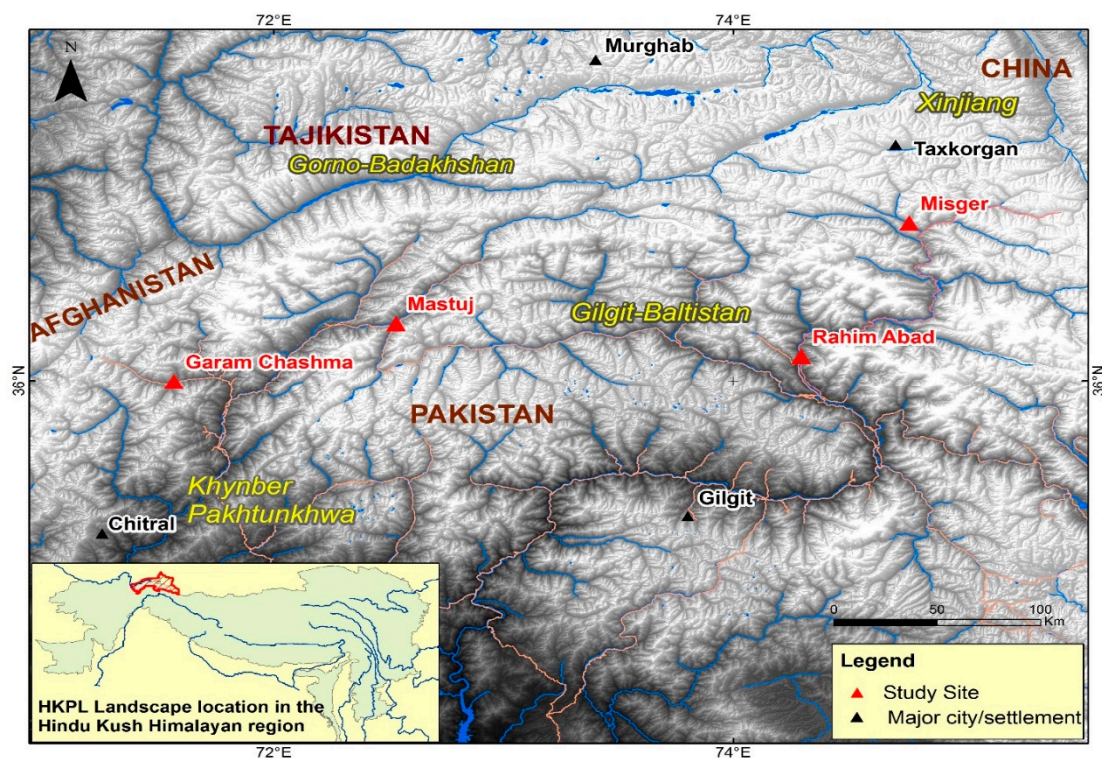 72°E
74°E
N
Murghab
CHINA
Xinjiang
TAJIKISTAN
Gorno-Badakhshan
Taxkorgan
Misger
AFGHANISTAN
Mastuj
Gilgit-Baltistan
Rahim Abad
Garam Chashma
36°N
36°N
PAKISTAN
Khynber
Pakhtunkhwa
Gilgit
Chitral
0 50 100
Km
Legend
Study Site
Major city/settlement
HKPL Landscape location in the
Hindu Kush Himalayan region
72°E
74°E